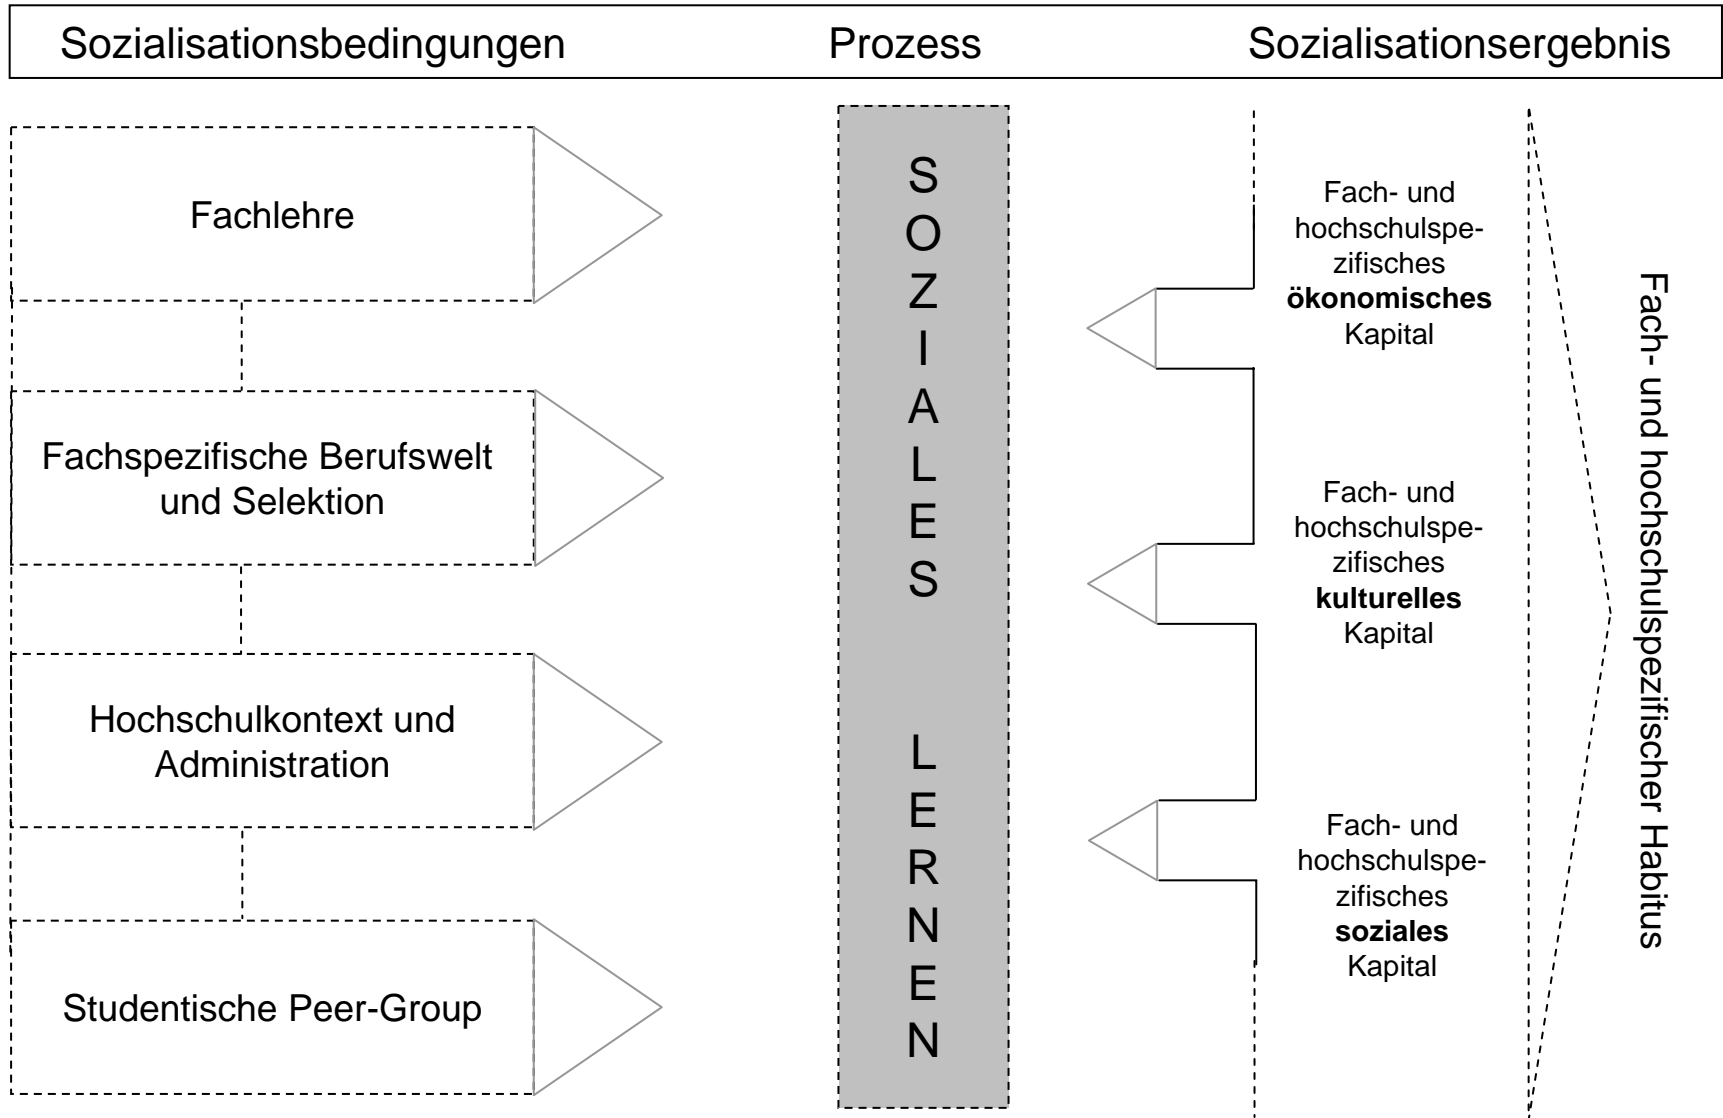 Sozialisationsbedingungen
Prozess
Sozialisationsergebnis
Fachlehre
Fachspezifische Berufswelt
und Selektion
Hochschulkontext und
Administration
Studentische Peer-Group
S
O
Z
I
A
L
E
S
L
E
R
N
E
N
Fach- und
hochschulspe-
zifisches
ökonomisches
Kapital
Fach- und
hochschulspe-
zifisches
kulturelles
Kapital
Fach- und
hochschulspe-
zifisches
soziales
Kapital
Fach- und hochschulspezifischer Habitus